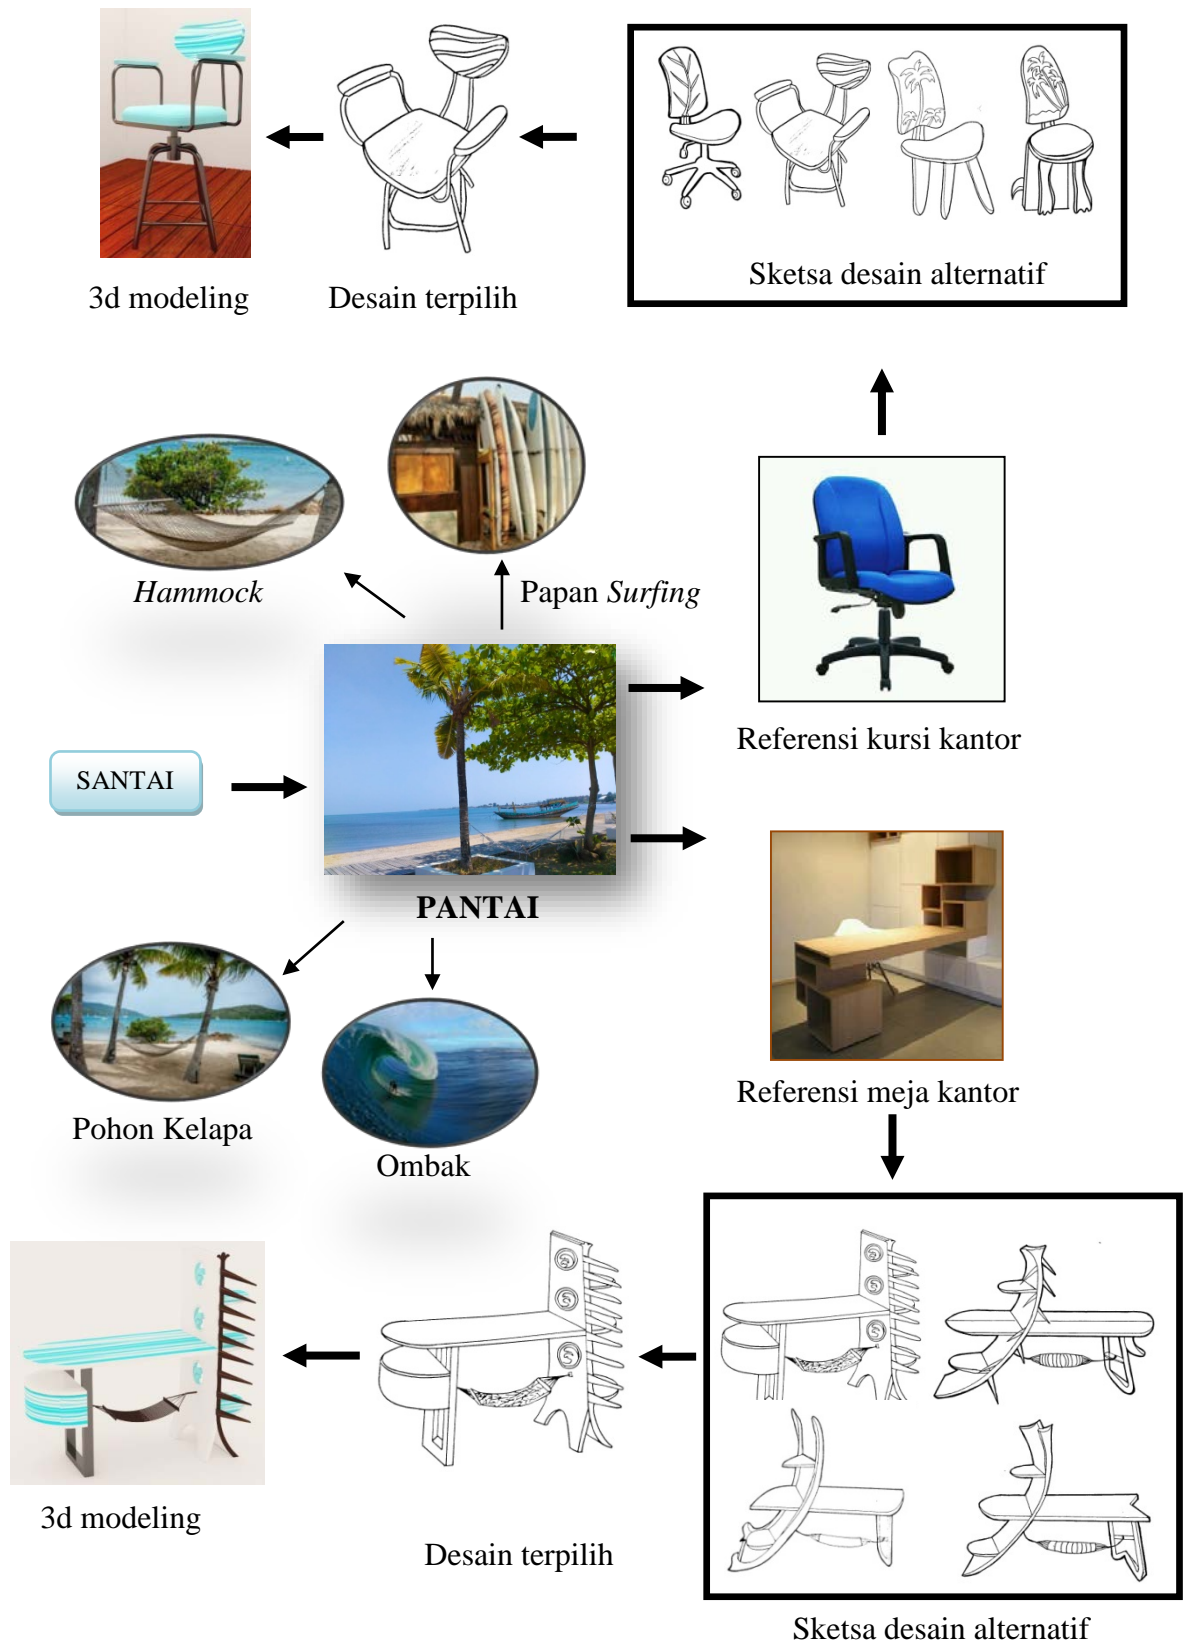 3d modeling
Desain terpilih
Sketsa desain alternatif
Hammock
Papan Surfing
Referensi kursi kantor
SANTAI
PANTAI
Referensi meja kantor
Pohon Kelapa
Ombak
3d modeling
Desain terpilih
Sketsa desain alternatif